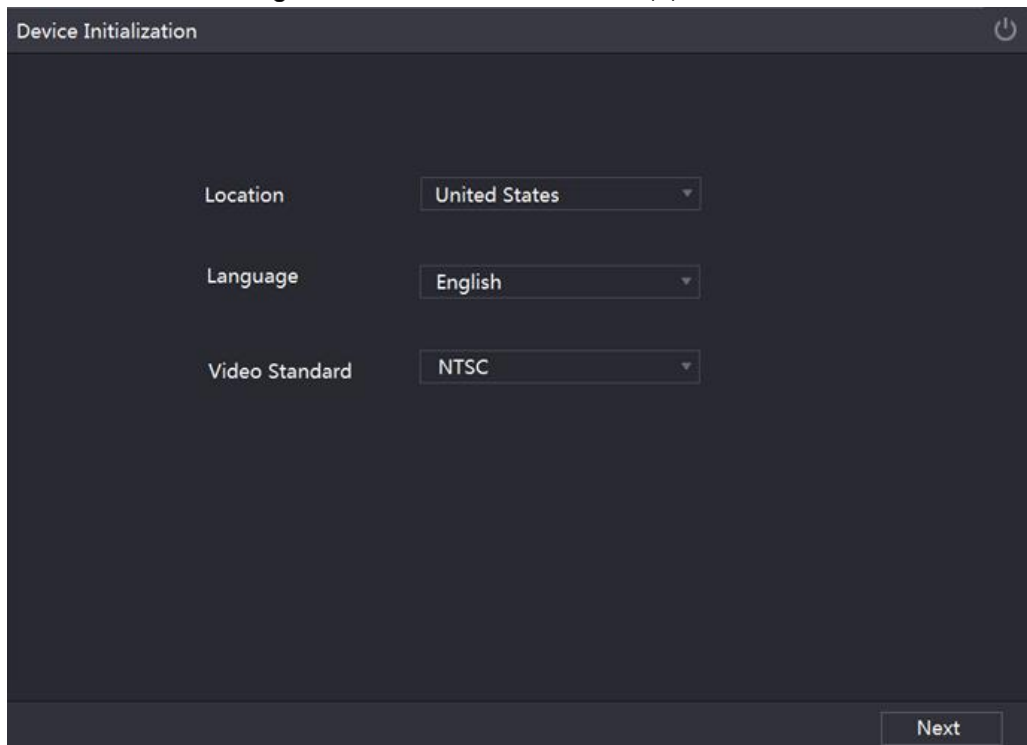 Device Initialization
Location United States
Language English
Video Standard NTSC
Next